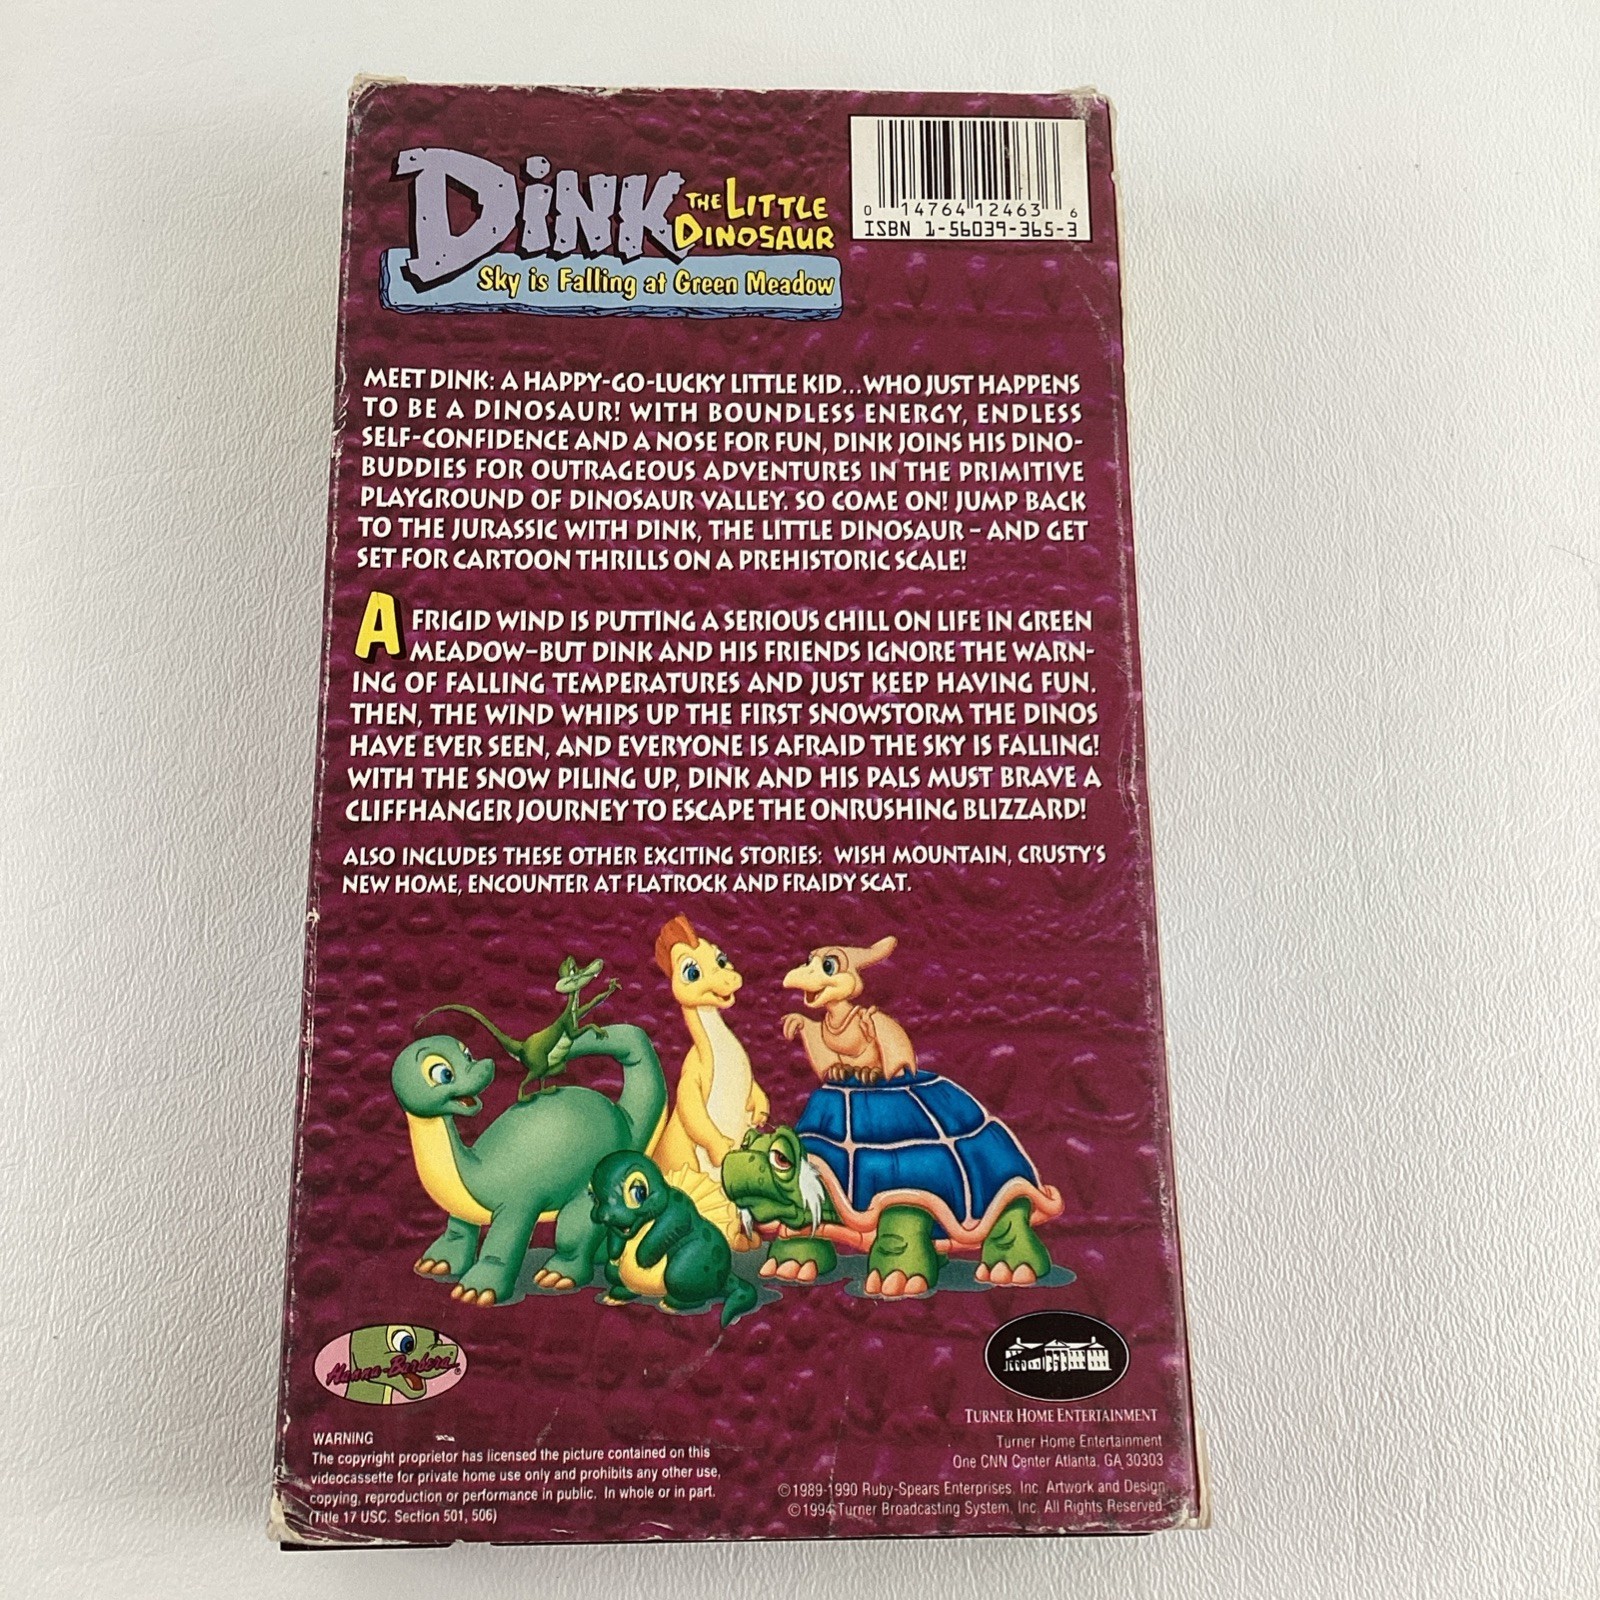 DINK
THE LITTLE
DINOSAUR
Sky is Falling at Green Meadow
0 14764 12463 6
ISBN 1-56039-365-3
MEET DINK: A HAPPY-GO-LUCKY LITTLE KID...WHO JUST HAPPENS
TO BE A DINOSAUR! WITH BOUNDLESS ENERGY, ENDLESS
SELF-CONFIDENCE AND A NOSE FOR FUN, DINK JOINS HIS DINO-
BUDDIES FOR OUTRAGEOUS ADVENTURES IN THE PRIMITIVE
PLAYGROUND OF DINOSAUR VALLEY. SO COME ON! JUMP BACK
TO THE JURASSIC WITH DINK, THE LITTLE DINOSAUR – AND GET
SET FOR CARTOON THRILLS ON A PREHISTORIC SCALE!
A FRIGID WIND IS PUTTING A SERIOUS CHILL ON LIFE IN GREEN
MEADOW–BUT DINK AND HIS FRIENDS IGNORE THE WARN-
ING OF FALLING TEMPERATURES AND JUST KEEP HAVING FUN.
THEN, THE WIND WHIPS UP THE FIRST SNOWSTORM THE DINOS
HAVE EVER SEEN, AND EVERYONE IS AFRAID THE SKY IS FALLING!
WITH THE SNOW PILING UP, DINK AND HIS PALS MUST BRAVE A
CLIFFHANGER JOURNEY TO ESCAPE THE ONRUSHING BLIZZARD!
ALSO INCLUDES THESE OTHER EXCITING STORIES: WISH MOUNTAIN, CRUSTY'S
NEW HOME, ENCOUNTER AT FLATROCK AND FRAIDY SCAT.
Hanna-Barbera
TURNER HOME ENTERTAINMENT
WARNING
The copyright proprietor has licensed the picture contained on this
videocassette for private home use only and prohibits any other use,
copying, reproduction or performance in public. In whole or in part.
(Title 17 USC. Section 501, 506)
Turner Home Entertainment
One CNN Center Atlanta, GA 30303
©1989-1990 Ruby-Spears Enterprises, Inc. Artwork and Design
©1994 Turner Broadcasting System, Inc. All Rights Reserved.